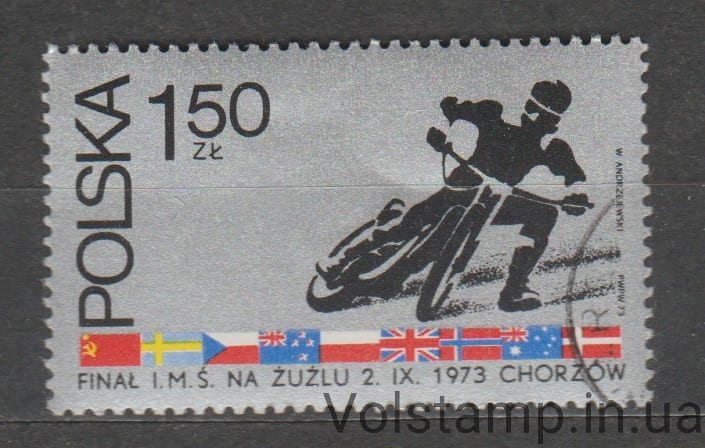 POLSKA
1 50
ZŁ
W ANDRZEJEWSKI PWPW 73
R
FINAŁ I.M.Ś. NA ŻUŻLU 2. IX. 1973 CHORZÓW
Volstamp.in.ua